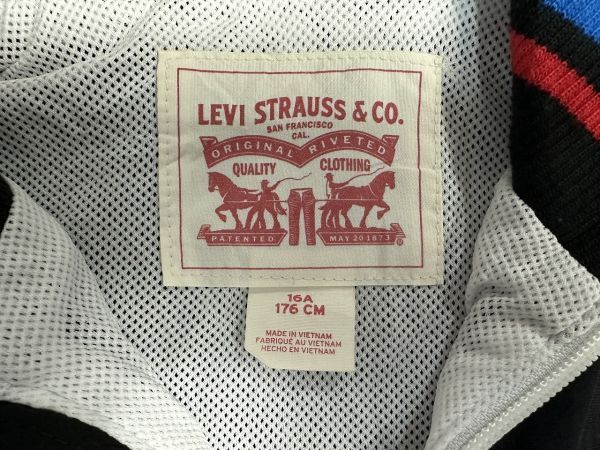 LEVI STRAUSS & CO.
SAN FRANCISCO
CAL.
ORIGINAL RIVETED
QUALITY CLOTHING
PATENTED MAY 20 1873
®
16A
176 CM
MADE IN VIETNAM
FABRIQUÉ AU VIETNAM
HECHO EN VIETNAM